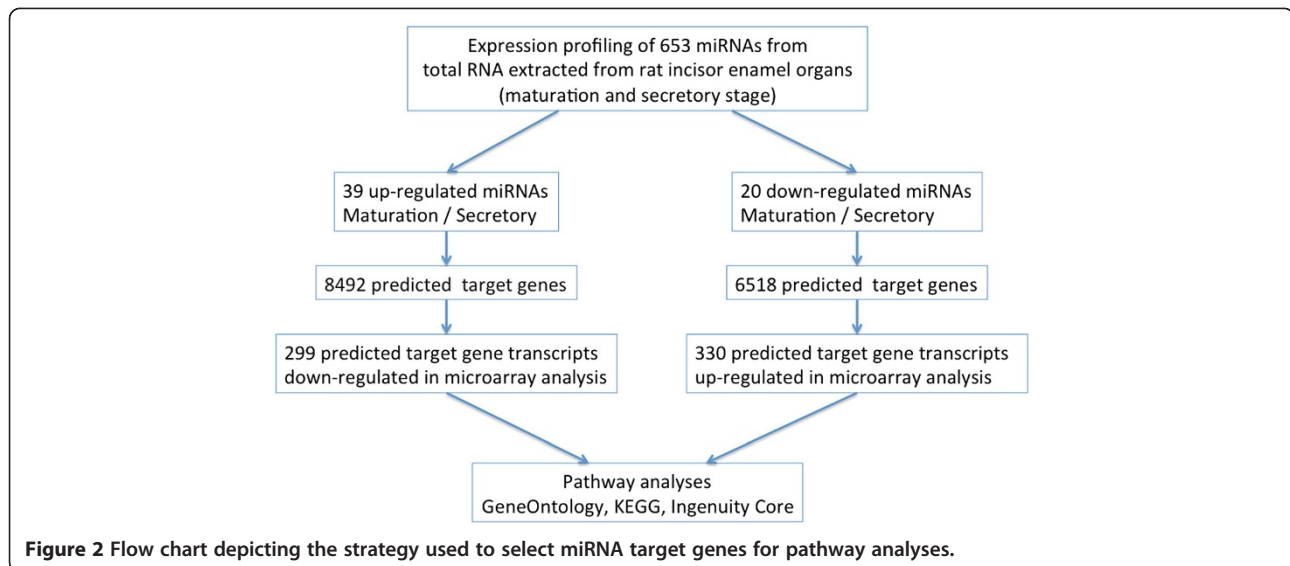 Expression profiling of 653 miRNAs from
total RNA extracted from rat incisor enamel organs
(maturation and secretory stage)
39 up-regulated miRNAs
Maturation / Secretory
20 down-regulated miRNAs
Maturation / Secretory
8492 predicted target genes
6518 predicted target genes
299 predicted target gene transcripts
down-regulated in microarray analysis
330 predicted target gene transcripts
up-regulated in microarray analysis
Pathway analyses
GeneOntology, KEGG, Ingenuity Core
Figure 2 Flow chart depicting the strategy used to select miRNA target genes for pathway analyses.